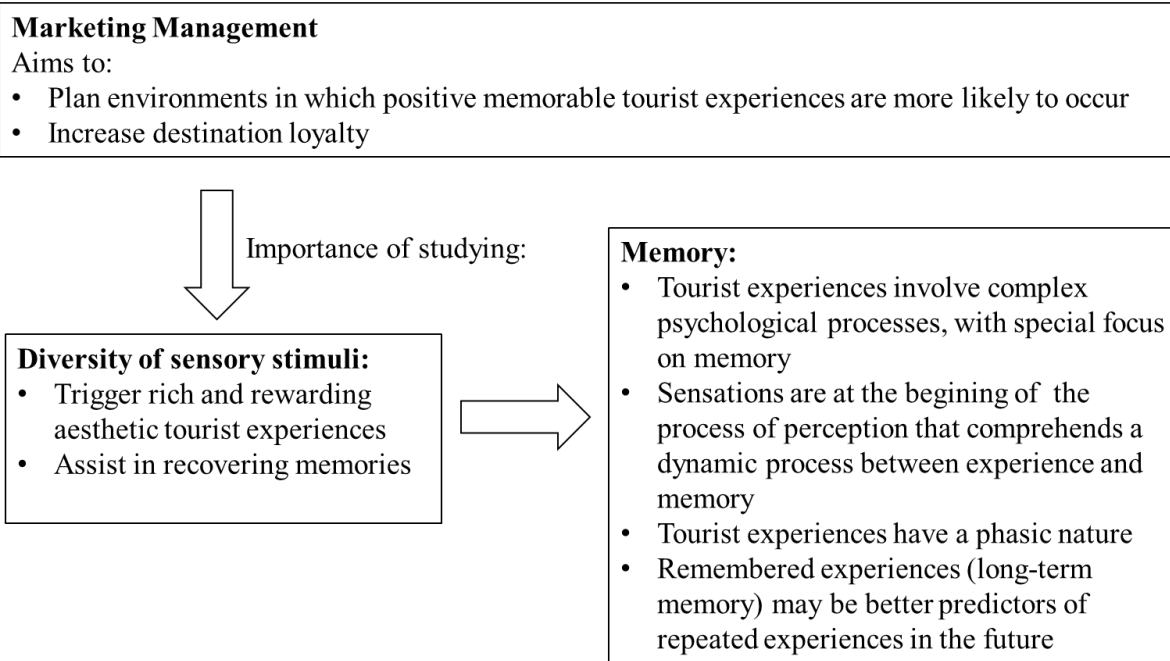 Marketing Management
Aims to:
• Plan environments in which positive memorable tourist experiences are more likely to occur
• Increase destination loyalty
Importance of studying:
Diversity of sensory stimuli:
• Trigger rich and rewarding
aesthetic tourist experiences
• Assist in recovering memories
Memory:
• Tourist experiences involve complex
psychological processes, with special focus
on memory
• Sensations are at the begining of the
process of perception that comprehends a
dynamic process between experience and
memory
• Tourist experiences have a phasic nature
• Remembered experiences (long-term
memory) may be better predictors of
repeated experiences in the future